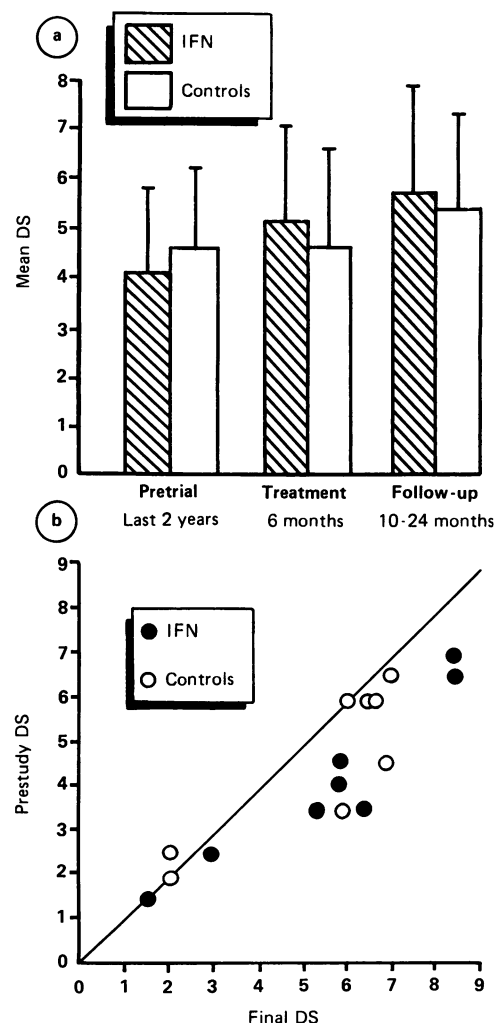 a
IFN
Controls
8
7
6
5
4
3
2
1
0
Mean DS
Pretrial Treatment Follow-up
Last 2 years 6 months 10-24 months
b
9
8
7
6
5
4
3
2
1
0
IFN
Controls
Prestudy DS
0 1 2 3 4 5 6 7 8 9
Final DS